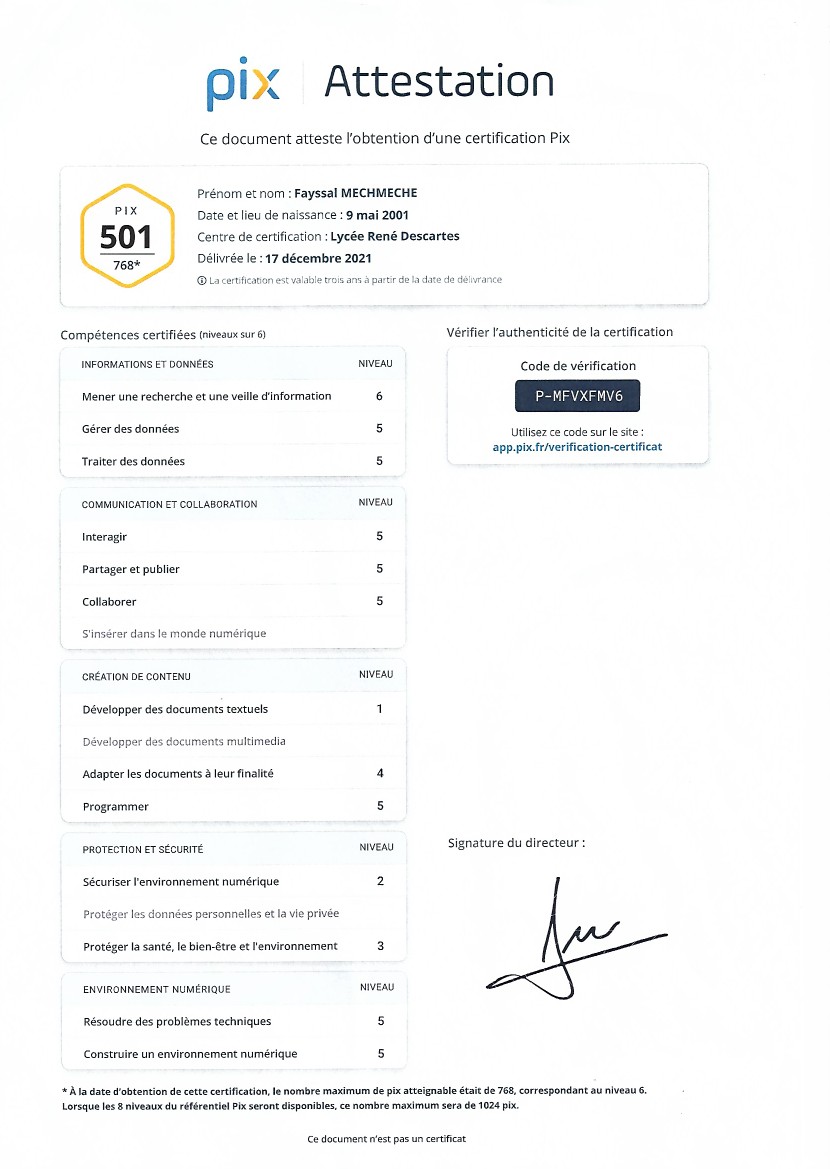 pix
Attestation
Ce document atteste l'obtention d'une certification Pix
PIX
501
768*
Prénom et nom : Fayssal MECHMECHE
Date et lieu de naissance : 9 mai 2001
Centre de certification : Lycée René Descartes
Délivrée le : 17 décembre 2021
La certification est valable trois ans à partir de la date de délivrance
Compétences certifiées (niveaux sur 6)
INFORMATIONS ET DONNÉES NIVEAU
Mener une recherche et une veille d'information 6
Gérer des données 5
Traiter des données 5
COMMUNICATION ET COLLABORATION NIVEAU
Interagir 5
Partager et publier 5
Collaborer 5
S'insérer dans le monde numérique
CRÉATION DE CONTENU NIVEAU
Développer des documents textuels 1
Développer des documents multimedia
Adapter les documents à leur finalité 4
Programmer 5
PROTECTION ET SÉCURITÉ NIVEAU
Sécuriser l'environnement numérique 2
Protéger les données personnelles et la vie privée
Protéger la santé, le bien-être et l'environnement 3
ENVIRONNEMENT NUMÉRIQUE NIVEAU
Résoudre des problèmes techniques 5
Construire un environnement numérique 5
Vérifier l'authenticité de la certification
Code de vérification
P-MFVXFMV6
Utilisez ce code sur le site :
app.pix.fr/verification-certificat
Signature du directeur :
* À la date d'obtention de cette certification, le nombre maximum de pix atteignable était de 768, correspondant au niveau 6.
Lorsque les 8 niveaux du référentiel Pix seront disponibles, ce nombre maximum sera de 1024 pix.
Ce document n'est pas un certificat